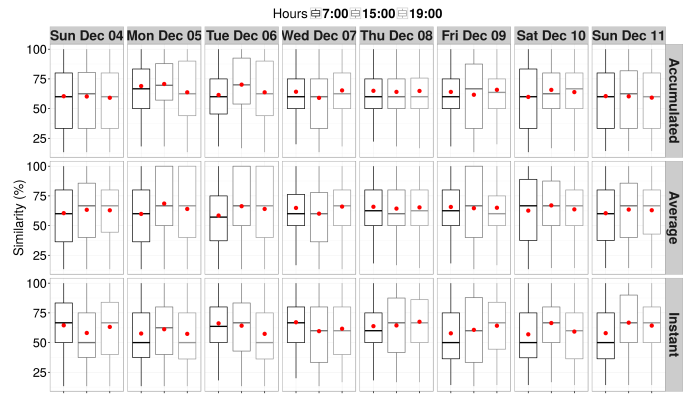 Hours 7:00 15:00 19:00
Sun Dec 04 Mon Dec 05 Tue Dec 06 Wed Dec 07 Thu Dec 08 Fri Dec 09 Sat Dec 10 Sun Dec 11
100
75
50
25
Accumulated
100
75
50
25
Average
100
75
50
25
Instant
Similarity (%)